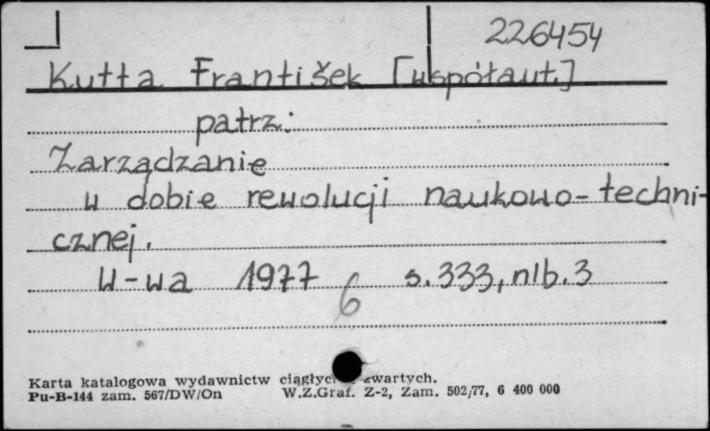 226454
Kutta František [współaut.]
patrz:
Zarządzanie
w dobie rewolucji naukowo-techni-
cznej.
W-wa 1977 s.333, nlb.3
6
Karta katalogowa wydawnictw zwartych.
Pu-B-144 zam. 567/DW/On W.Z.Graf. Z-2, Zam. 502/77, 6 400 000